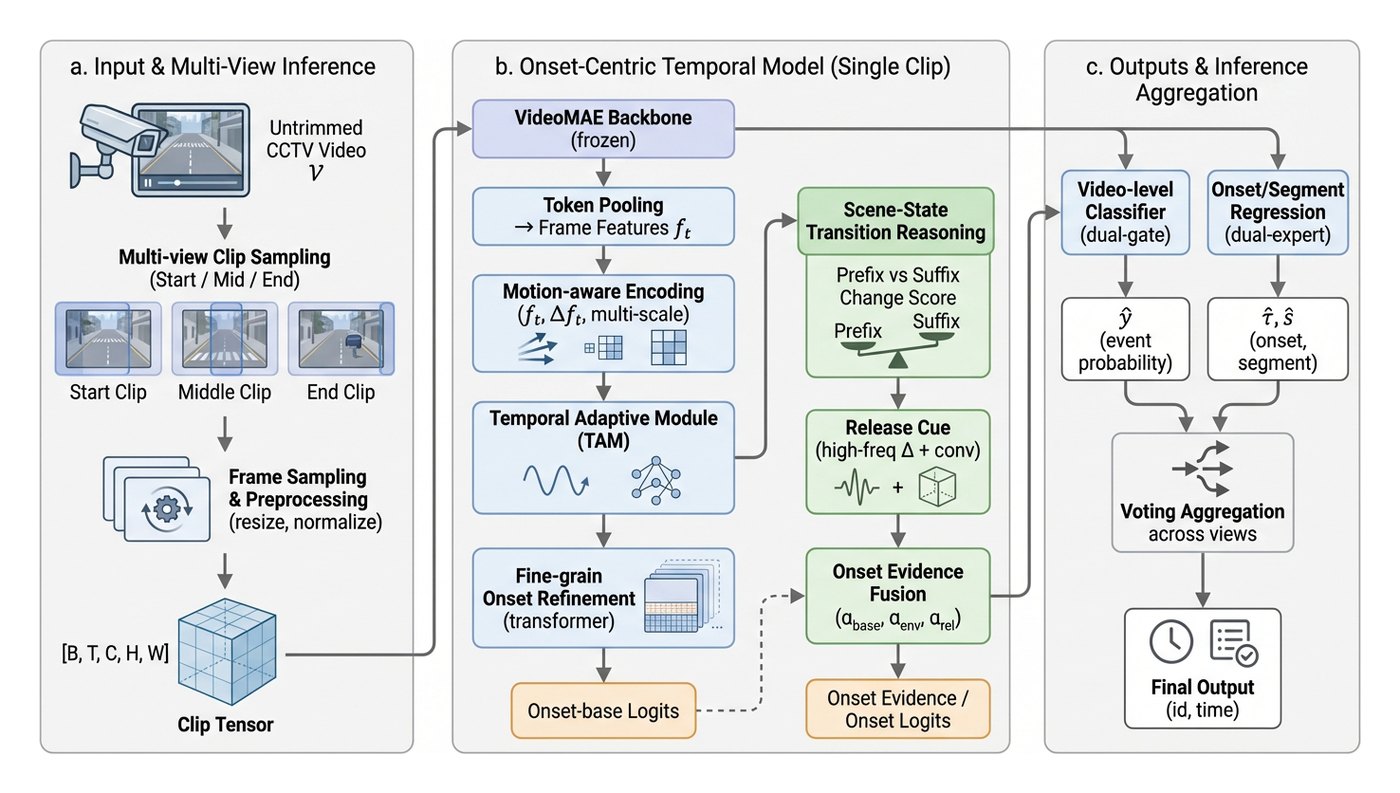 a. Input & Multi-View Inference
Untrimmed
CCTV Video
𝒱
Multi-view Clip Sampling
(Start / Mid / End)
Start Clip
Middle Clip
End Clip
Frame Sampling
& Preprocessing
(resize, normalize)
[B, T, C, H, W]
Clip Tensor
b. Onset-Centric Temporal Model (Single Clip)
VideoMAE Backbone
(frozen)
Token Pooling
→ Frame Features fₜ
Motion-aware Encoding
(fₜ, Δfₜ, multi-scale)
Temporal Adaptive Module
(TAM)
Fine-grain
Onset Refinement
(transformer)
Onset-base Logits
Scene-State
Transition Reasoning
Prefix vs Suffix
Change Score
Prefix
Suffix
Release Cue
(high-freq Δ + conv)
+
Onset Evidence
Fusion
(α_base, α_env, α_rel)
Onset Evidence /
Onset Logits
c. Outputs & Inference
Aggregation
Video-level
Classifier
(dual-gate)
Onset/Segment
Regression
(dual-expert)
ŷ
(event
probability)
τ̂, ŝ
(onset,
segment)
Voting Aggregation
across views
Final Output
(id, time)